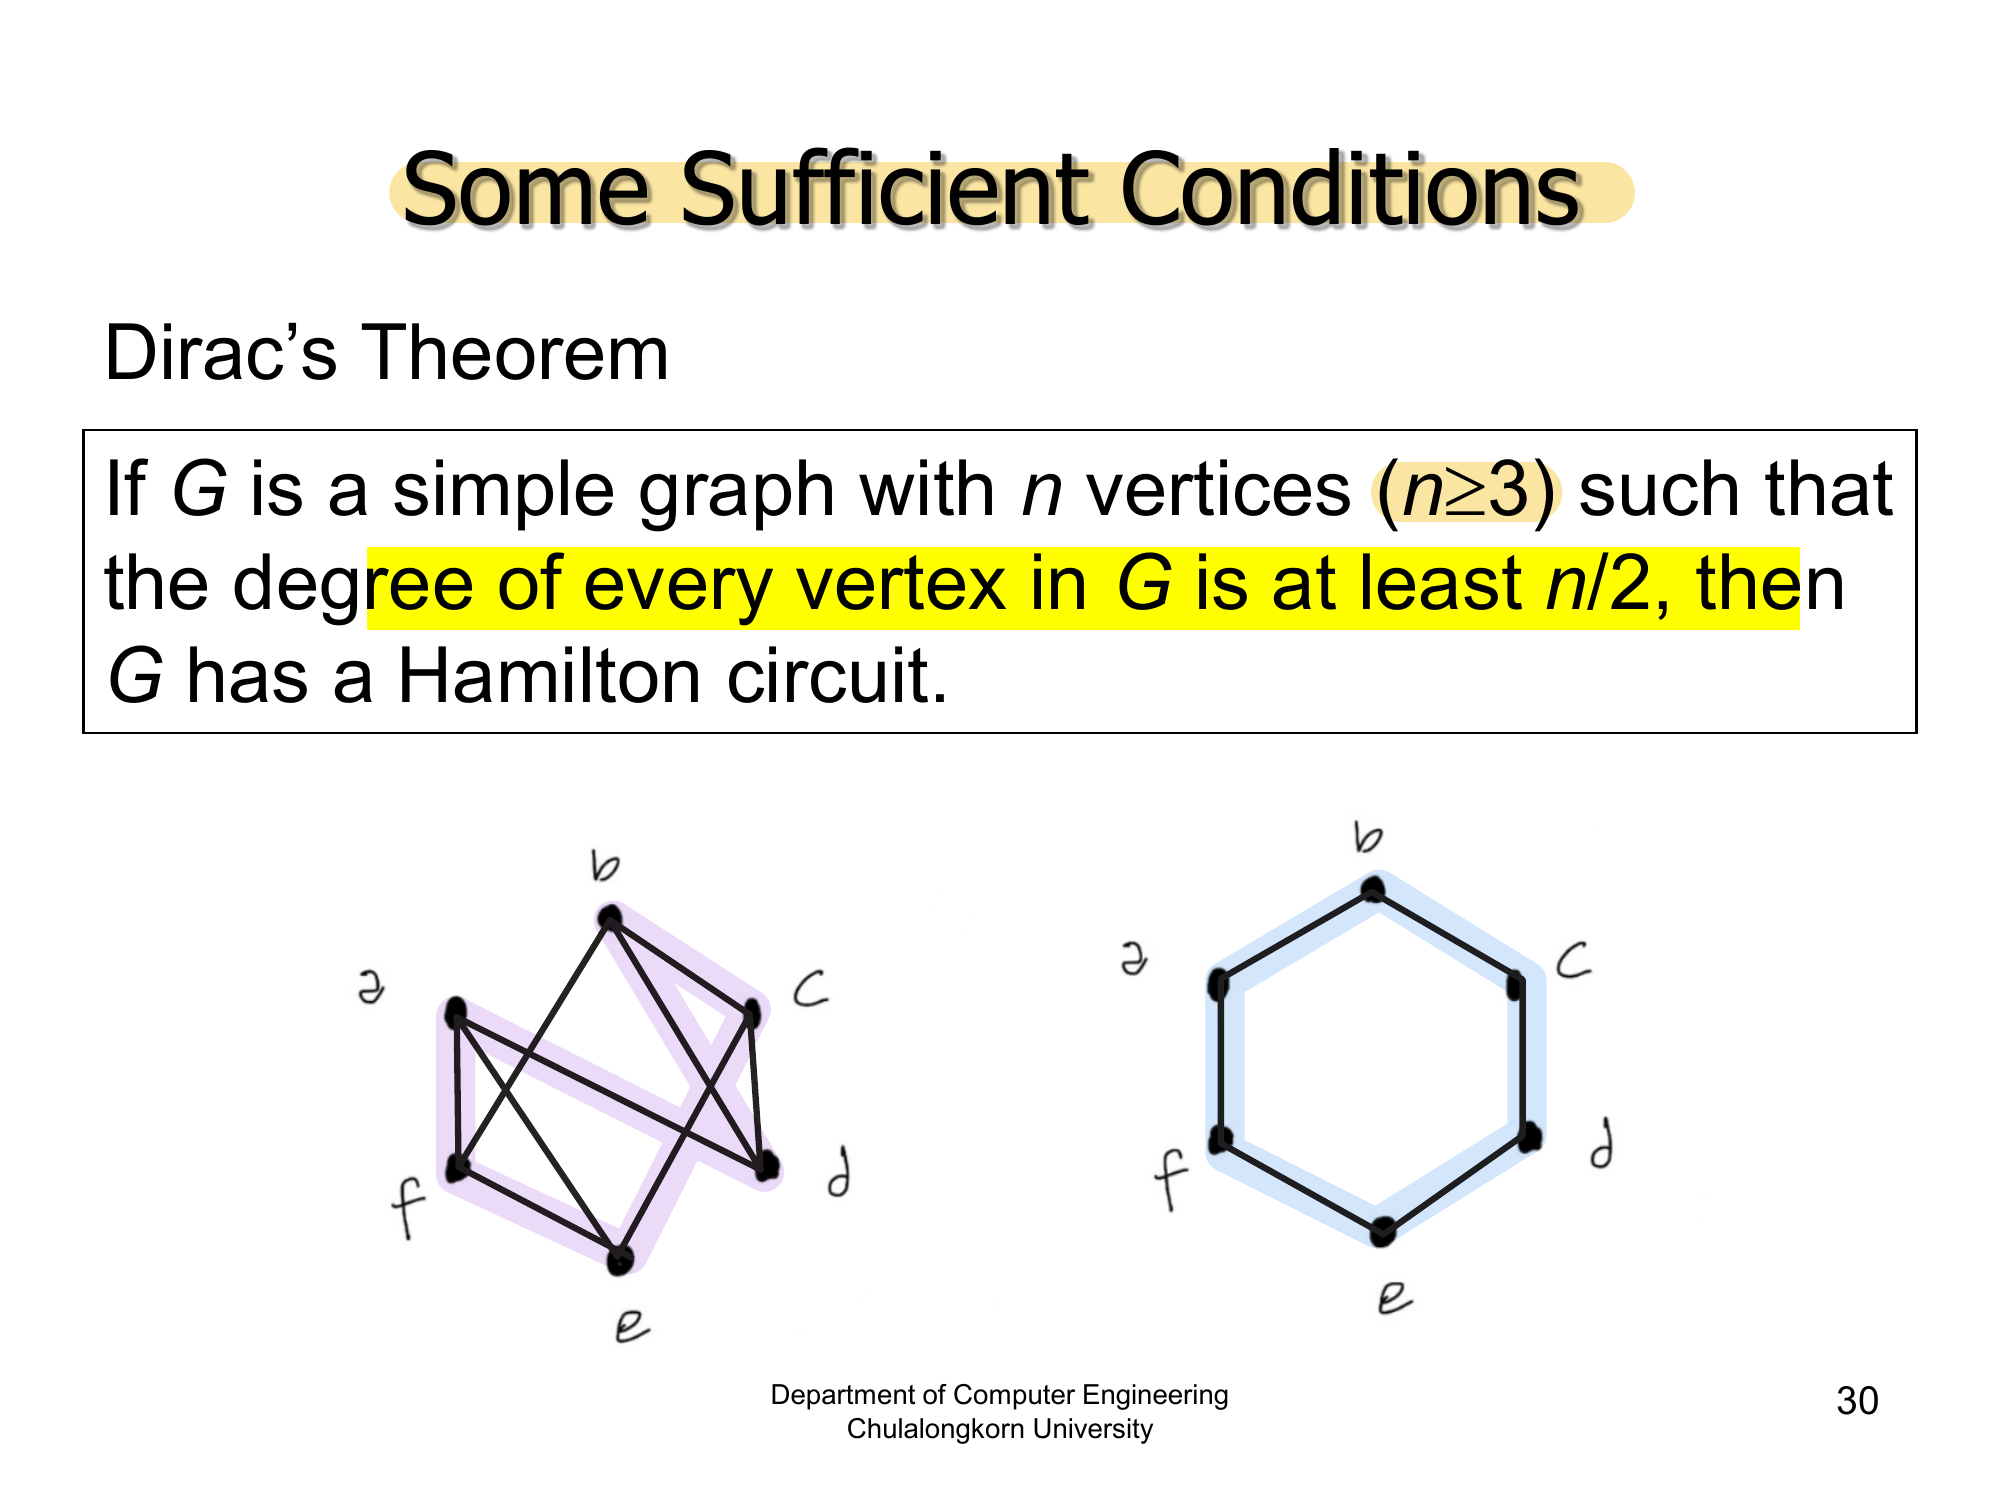 Some Sufficient Conditions
Dirac’s Theorem
If G is a simple graph with n vertices (n≥3) such that
the degree of every vertex in G is at least n/2, then
G has a Hamilton circuit.
b
a
c
f
d
e
b
a
c
f
d
e
Department of Computer Engineering
Chulalongkorn University
30